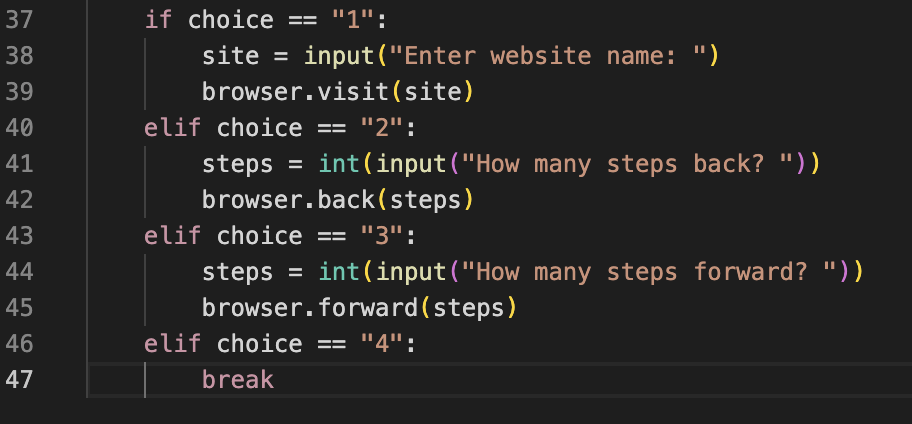 37 if choice == "1":
38 site = input("Enter website name: ")
39 browser.visit(site)
40 elif choice == "2":
41 steps = int(input("How many steps back? "))
42 browser.back(steps)
43 elif choice == "3":
44 steps = int(input("How many steps forward? "))
45 browser.forward(steps)
46 elif choice == "4":
47 break